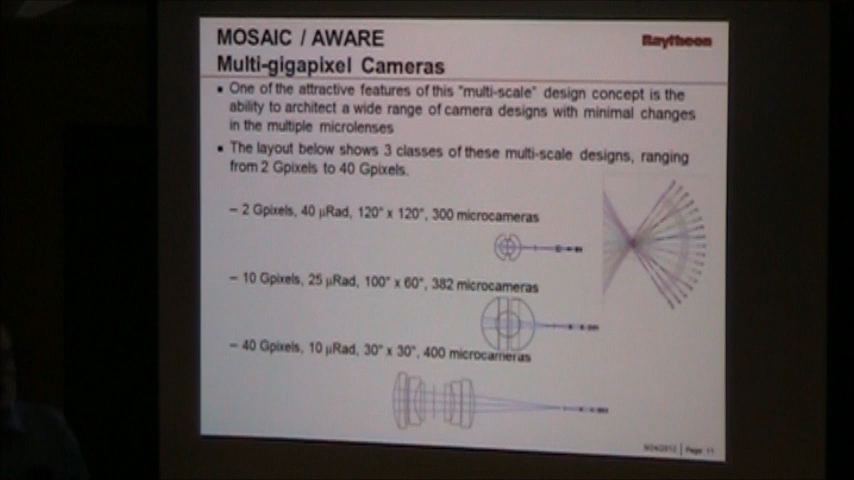 MOSAIC / AWARE
Raytheon
Multi-gigapixel Cameras
• One of the attractive features of this "multi-scale" design concept is the
ability to architect a wide range of camera designs with minimal changes
in the multiple microlenses
• The layout below shows 3 classes of these multi-scale designs, ranging
from 2 Gpixels to 40 Gpixels.
– 2 Gpixels, 40 µRad, 120° x 120°, 300 microcameras
– 10 Gpixels, 25 µRad, 100° x 60°, 382 microcameras
– 40 Gpixels, 10 µRad, 30° x 30°, 400 microcameras
Page 11